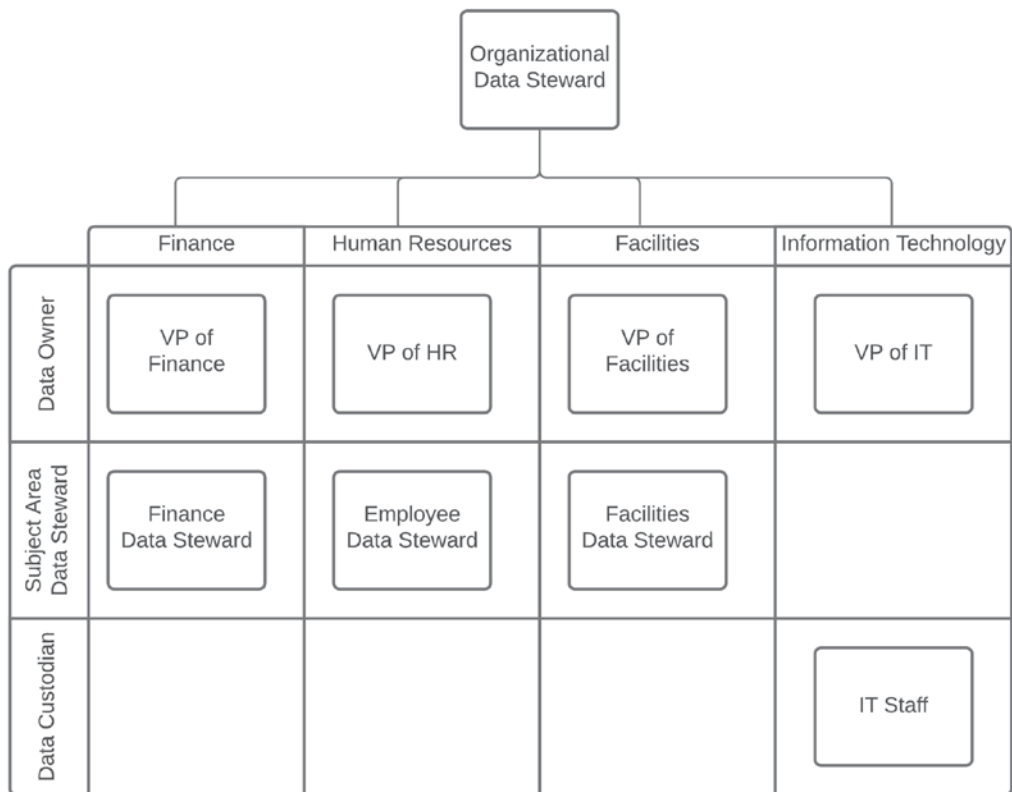 Organizational
Data Steward
Finance
Human Resources
Facilities
Information Technology
Data Owner
VP of
Finance
VP of HR
VP of
Facilities
VP of IT
Subject Area
Data Steward
Finance
Data Steward
Employee
Data Steward
Facilities
Data Steward
Data Custodian
IT Staff